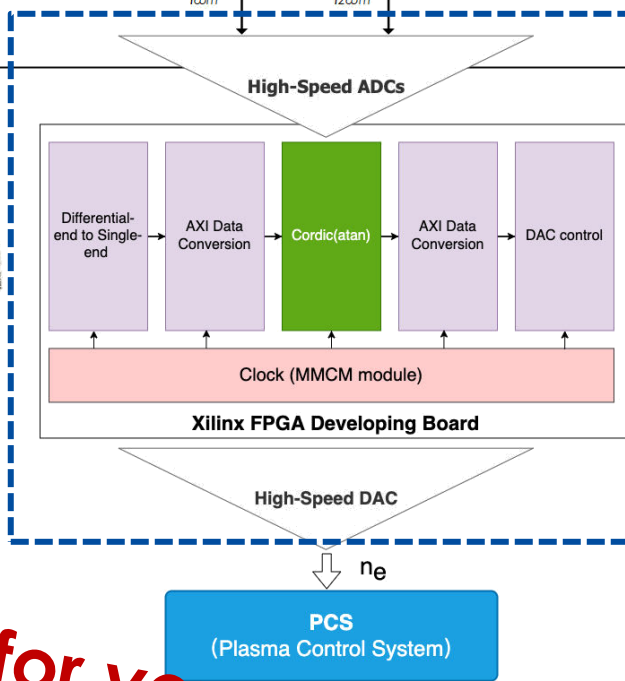 High-Speed ADCs
Differential-
end to Single-
end
AXI Data
Conversion
Cordic(atan)
AXI Data
Conversion
DAC control
Clock (MMCM module)
Xilinx FPGA Developing Board
High-Speed DAC
ne
PCS
(Plasma Control System)
for